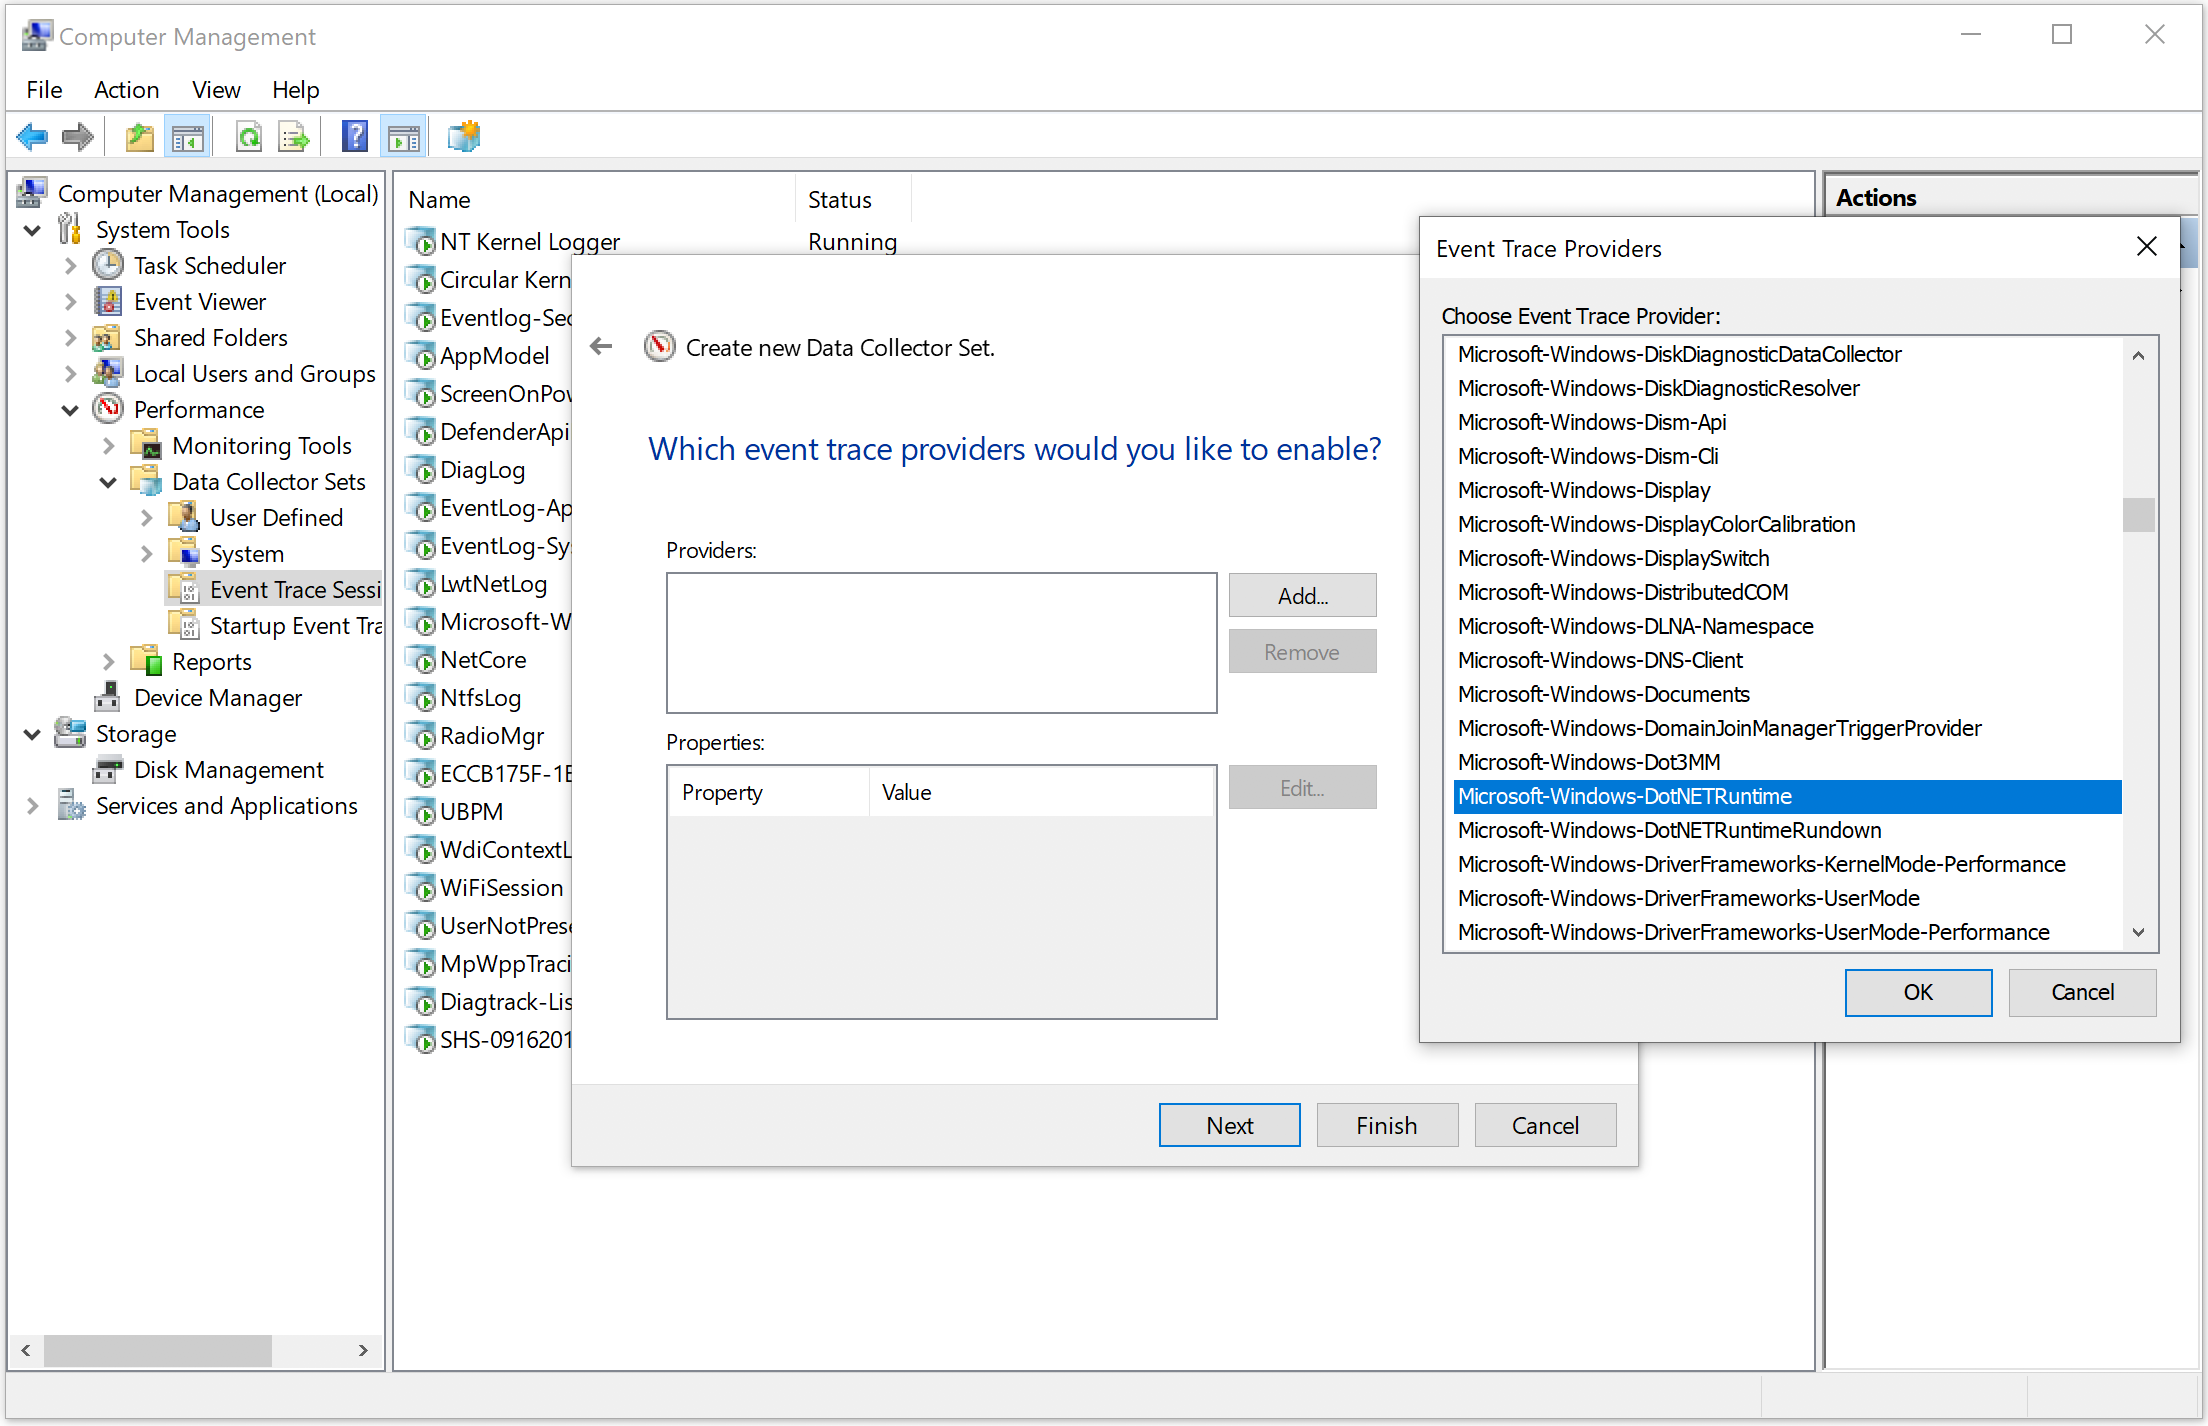 Computer Management
File Action View Help
Computer Management (Local)
System Tools
Task Scheduler
Event Viewer
Shared Folders
Local Users and Groups
Performance
Monitoring Tools
Data Collector Sets
User Defined
System
Event Trace Sessi
Startup Event Tra
Reports
Device Manager
Storage
Disk Management
Services and Applications
Name Status
NT Kernel Logger Running
Circular Kern
Eventlog-Sec
AppModel
ScreenOnPow
DefenderApi
DiagLog
EventLog-Ap
EventLog-Sys
LwtNetLog
Microsoft-W
NetCore
NtfsLog
RadioMgr
ECCB175F-1E
UBPM
WdiContextL
WiFiSession
UserNotPrese
MpWppTraci
Diagtrack-Lis
SHS-0916201
Create new Data Collector Set.
Which event trace providers would you like to enable?
Providers:
Add...
Remove
Properties:
Property Value
Edit...
Next Finish Cancel
Actions
Event Trace Providers
Choose Event Trace Provider:
Microsoft-Windows-DiskDiagnosticDataCollector
Microsoft-Windows-DiskDiagnosticResolver
Microsoft-Windows-Dism-Api
Microsoft-Windows-Dism-Cli
Microsoft-Windows-Display
Microsoft-Windows-DisplayColorCalibration
Microsoft-Windows-DisplaySwitch
Microsoft-Windows-DistributedCOM
Microsoft-Windows-DLNA-Namespace
Microsoft-Windows-DNS-Client
Microsoft-Windows-Documents
Microsoft-Windows-DomainJoinManagerTriggerProvider
Microsoft-Windows-Dot3MM
Microsoft-Windows-DotNETRuntime
Microsoft-Windows-DotNETRuntimeRundown
Microsoft-Windows-DriverFrameworks-KernelMode-Performance
Microsoft-Windows-DriverFrameworks-UserMode
Microsoft-Windows-DriverFrameworks-UserMode-Performance
OK Cancel